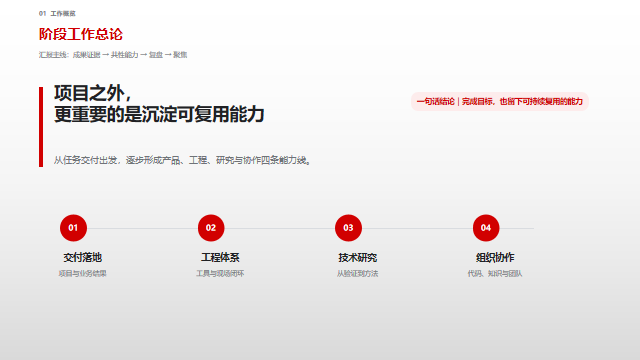 01 工作概览
阶段工作总论
汇报主线：成果证据 → 共性能力 → 复盘 → 聚焦
项目之外，
更重要的是沉淀可复用能力
一句话结论｜完成目标，也留下可持续复用的能力
从任务交付出发，逐步形成产品、工程、研究与协作四条能力线。
01
02
03
04
交付落地
工程体系
技术研究
组织协作
项目与业务结果
工具与现场闭环
从验证到方法
代码、知识与团队